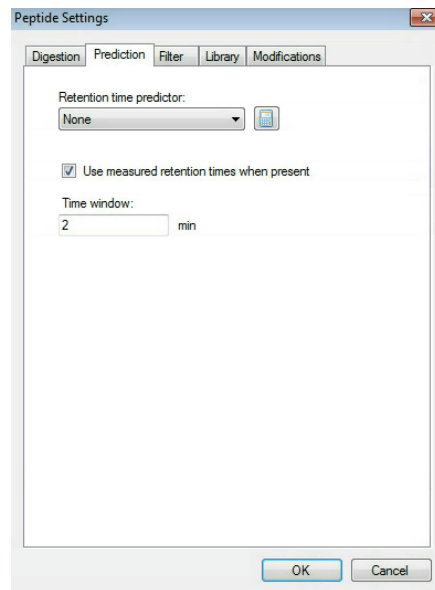 Peptide Settings
Digestion Prediction Filter Library Modifications
Retention time predictor:
None
Use measured retention times when present
Time window:
2 min
OK Cancel